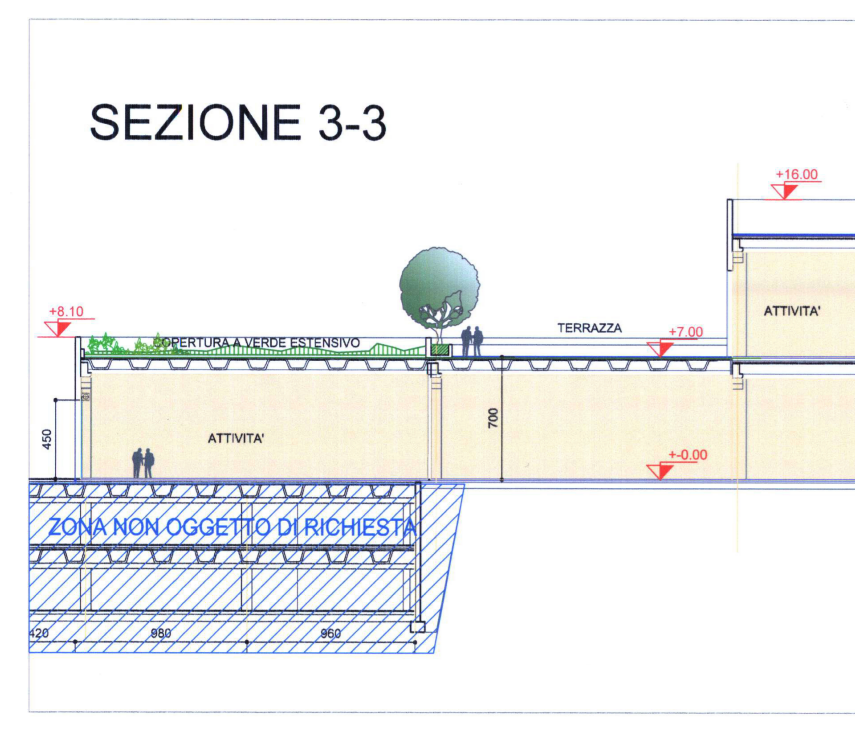 SEZIONE 3-3
+16.00
+8.10
COPERTURA A VERDE ESTENSIVO
TERRAZZA
+7.00
ATTIVITA'
450
ATTIVITA'
700
+-0.00
ZONA NON OGGETTO DI RICHIESTA
420
980
960